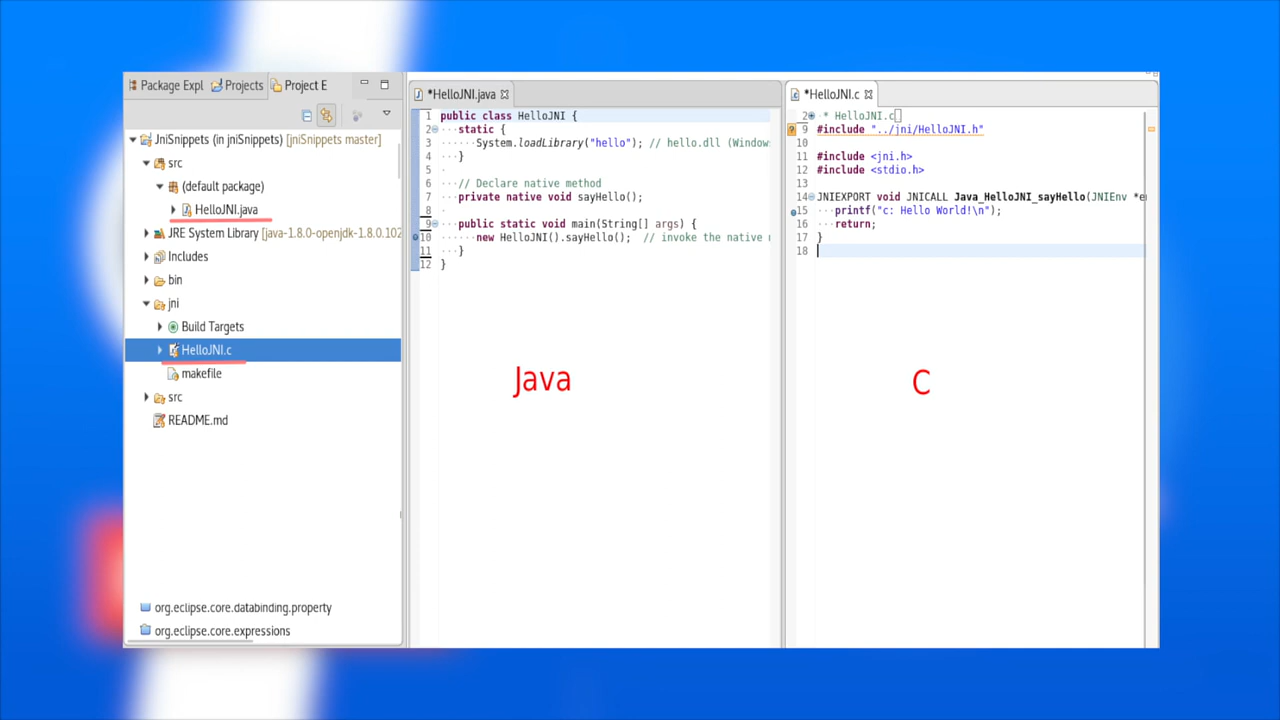 Package Expl Projects Project E
JniSnippets (in jniSnippets) [jniSnippets master]
src
(default package)
HelloJNI.java
JRE System Library [java-1.8.0-openjdk-1.8.0.102
Includes
bin
jni
Build Targets
HelloJNI.c
makefile
src
README.md
org.eclipse.core.databinding.property
org.eclipse.core.expressions
*HelloJNI.java
1 public class HelloJNI {
2 static {
3 System.loadLibrary("hello"); // hello.dll (Window
4 }
5
6 // Declare native method
7 private native void sayHello();
8
9 public static void main(String[] args) {
10 new HelloJNI().sayHello(); // invoke the native
11 }
12 }
Java
*HelloJNI.c
2 * HelloJNI.c
9 #include "../jni/HelloJNI.h"
10
11 #include <jni.h>
12 #include <stdio.h>
13
14 JNIEXPORT void JNICALL Java_HelloJNI_sayHello(JNIEnv *e
15 printf("c: Hello World!\n");
16 return;
17 }
18
C